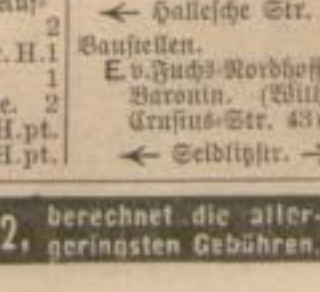 2
. H. 1
1
e. 2
H.pt.
H.pt.
← Hallesche Str.
Baustellen.
E v. Fuchs-Nordhoff
Baronin. (Will
Crusius-Str. 43
← Seidlitzstr. →
2, berechnet die aller-
geringsten Gebühren.